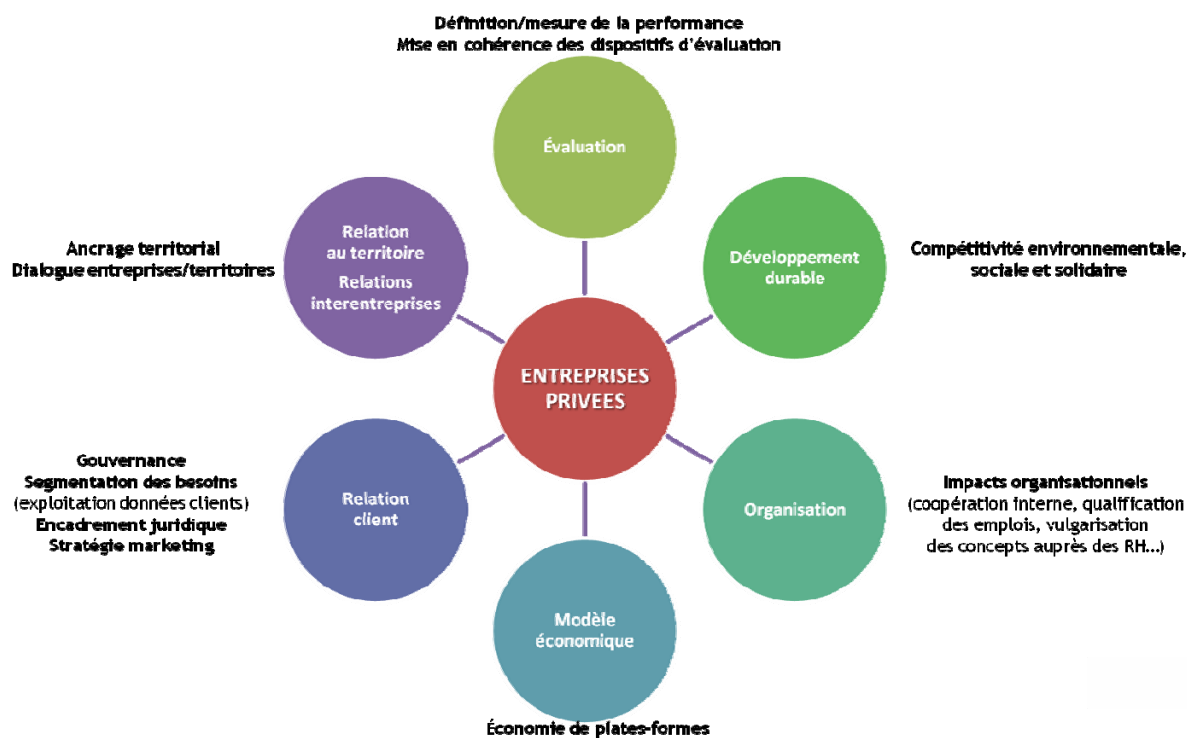 Définition/mesure de la performance
Mise en cohérence des dispositifs d'évaluation
Évaluation
Relation
au territoire
Relations
interentreprises
Ancrage territorial
Dialogue entreprises/territoires
Développement
durable
Compétitivité environnementale,
sociale et solidaire
ENTREPRISES
PRIVEES
Gouvernance
Segmentation des besoins
(exploitation données clients)
Encadrement juridique
Stratégie marketing
Relation
client
Organisation
Impacts organisationnels
(coopération interne, qualification
des emplois, vulgarisation
des concepts auprès des RH...)
Modèle
économique
Économie de plates-formes